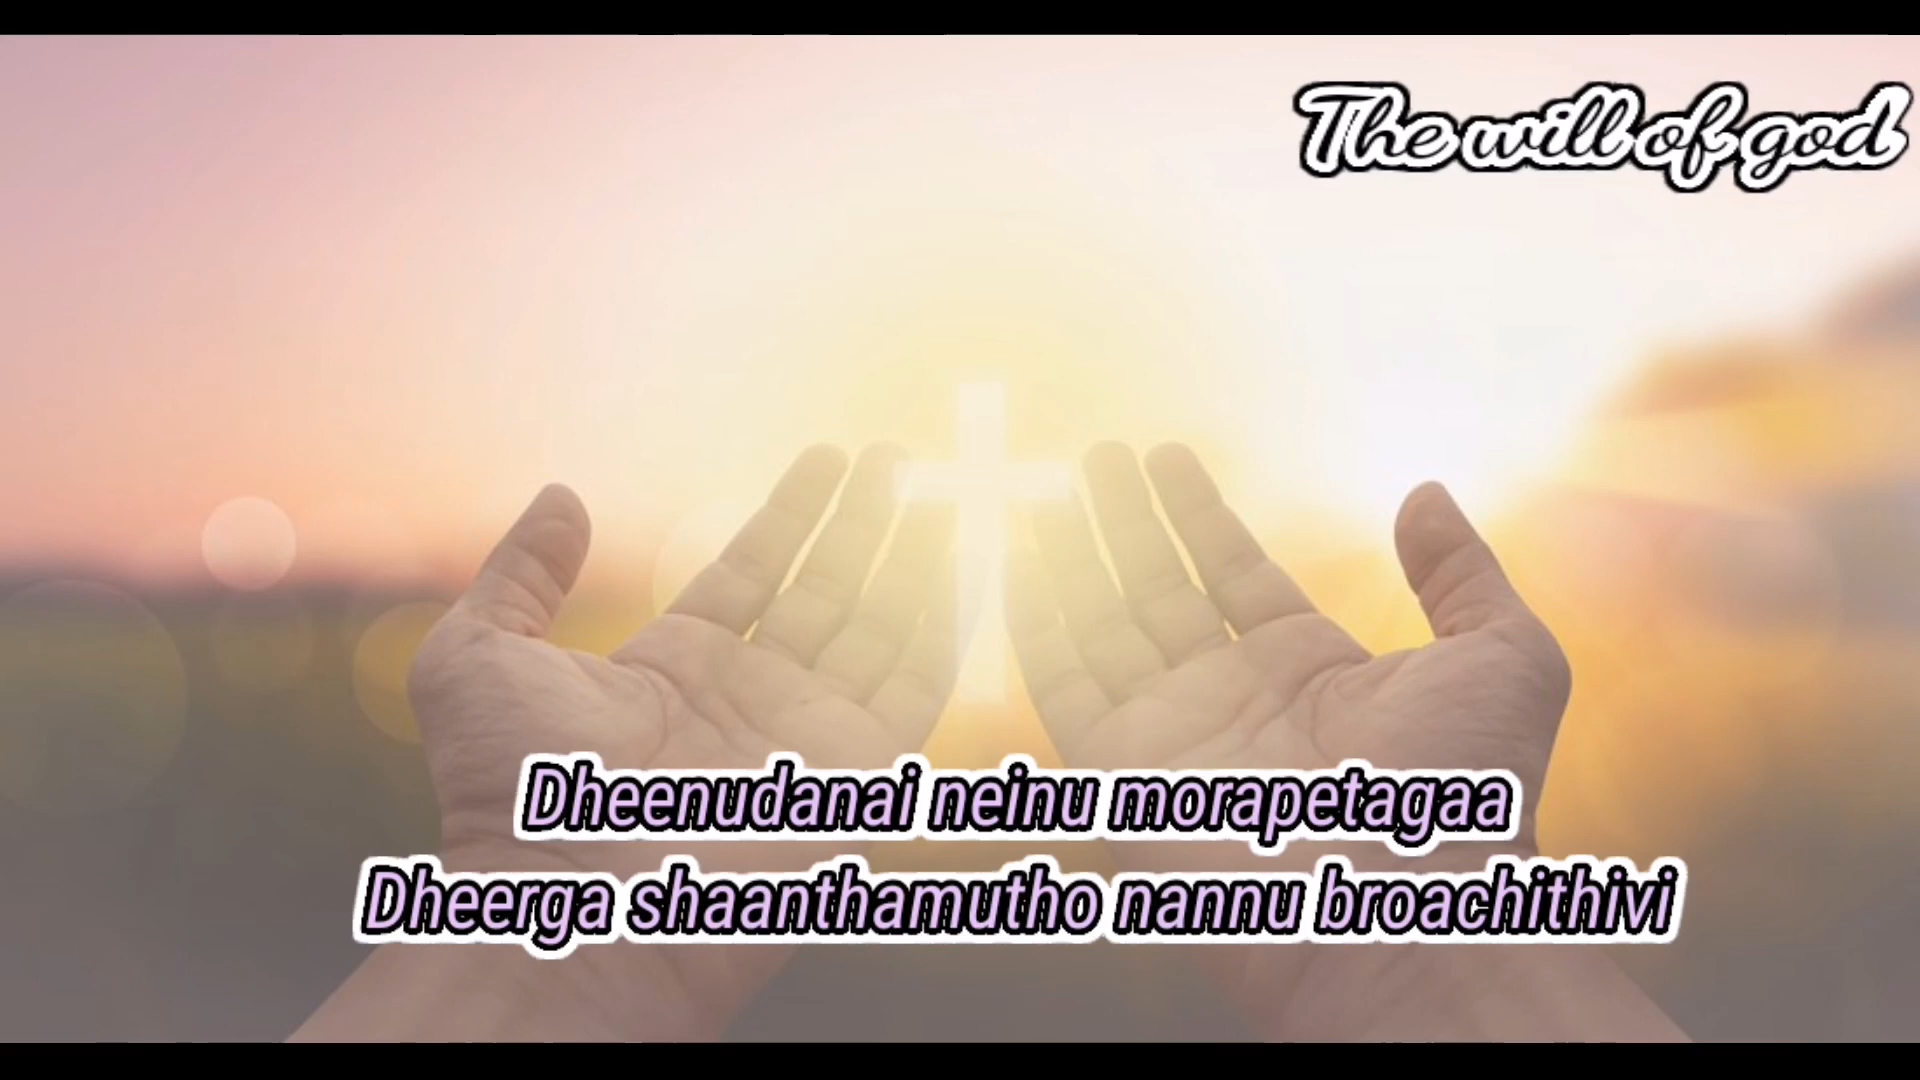 The will of god
Dheenudanai neinu morapetagaa
Dheerga shaanthamutho nannu broachithivi